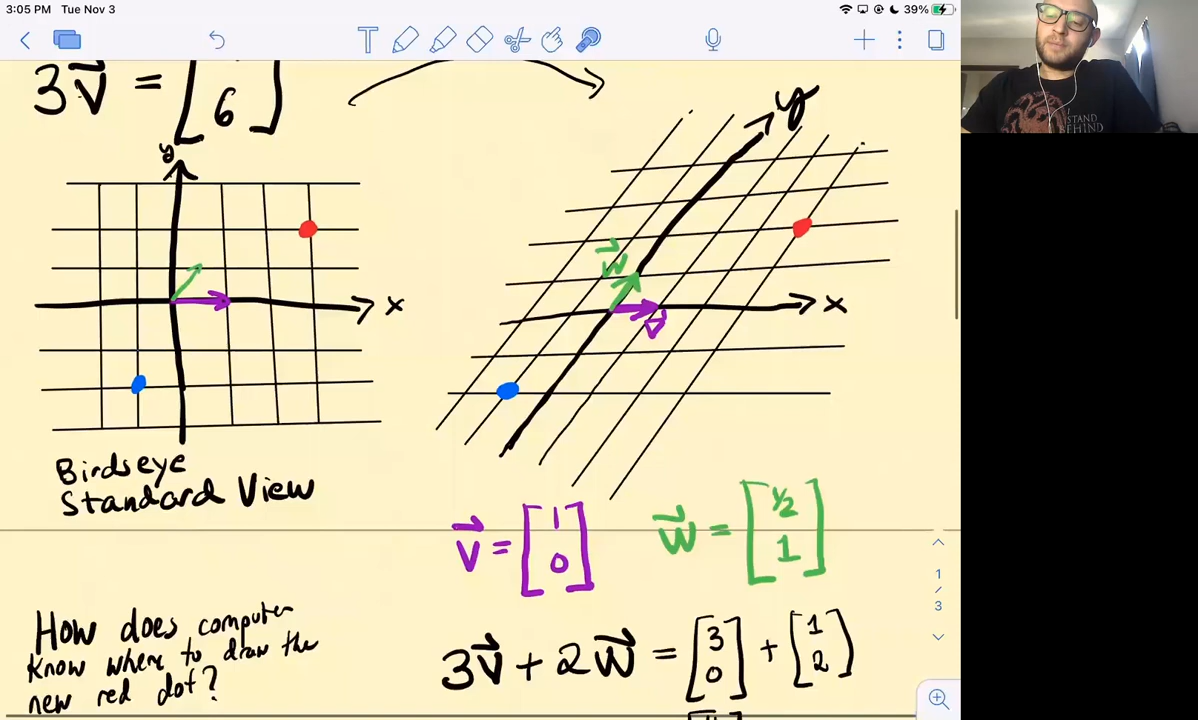 3:05 PM Tue Nov 3
39%
T
3v⃗ = [ 6 ]
y
x
y
w⃗
v⃗
x
Birdseye
Standard View
v⃗ = [1 0]
w⃗ = [1/2 1]
How does computer
know where to draw the
new red dot?
3v⃗ + 2w⃗ = [3 0] + [1 2]
1
/
3
I
STAND
BEHIND